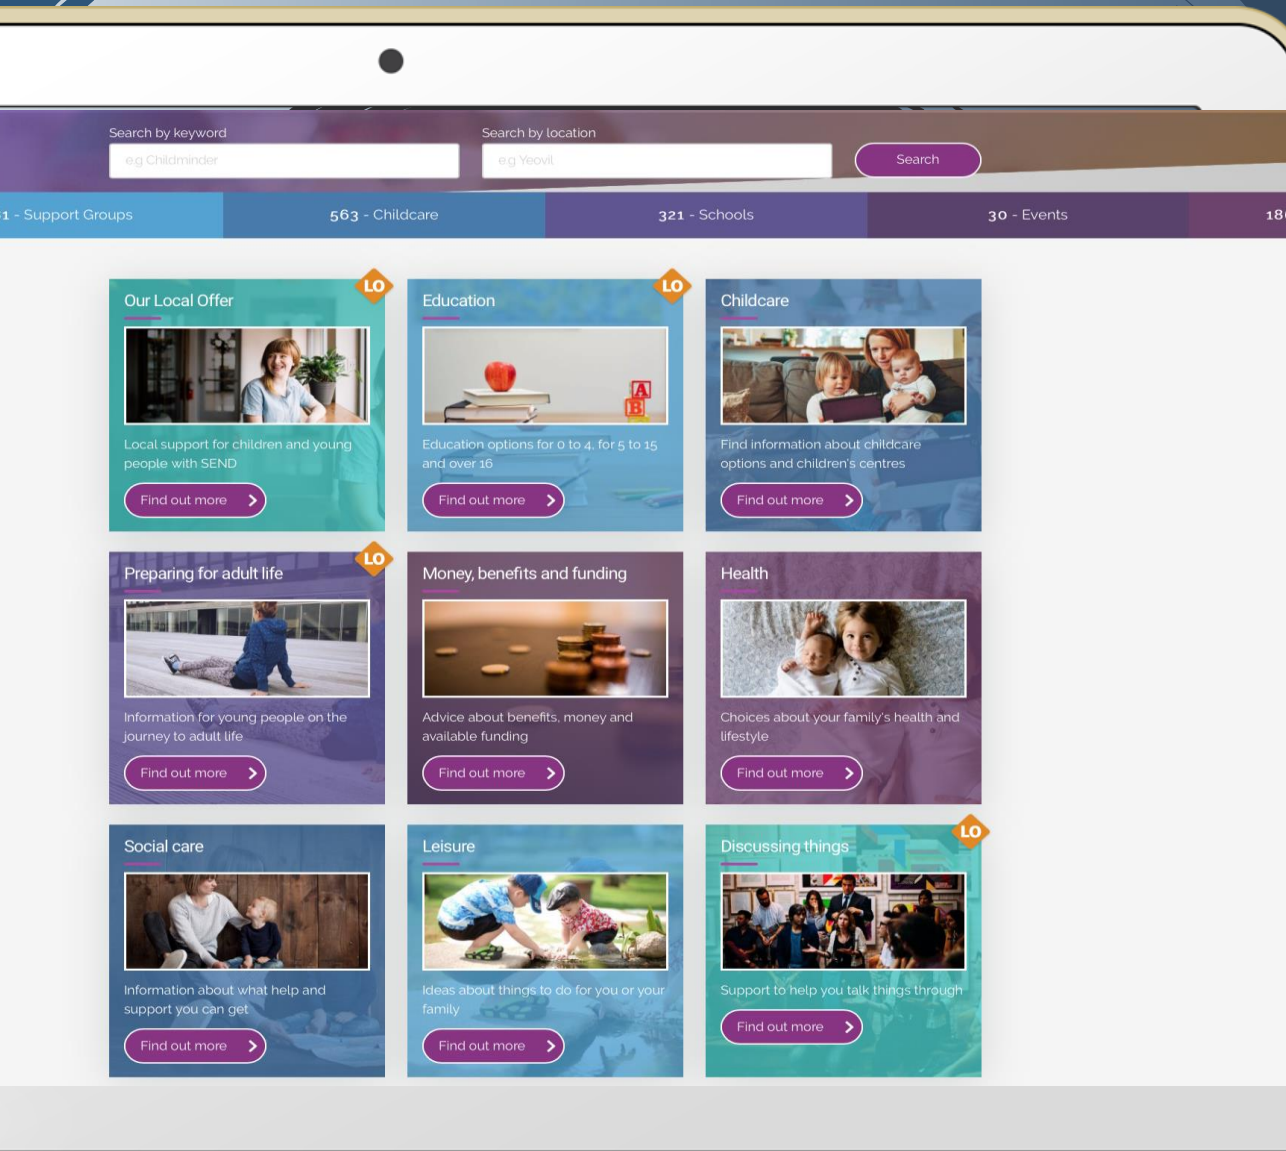 Search by keyword
Search by location
e.g Childminder
e.g Yeovil
Search
1 - Support Groups
563 - Childcare
321 - Schools
30 - Events
18
Our Local Offer
LO
Local support for children and young
people with SEND
Find out more
Education
LO
A
B
Education options for 0 to 4, for 5 to 15
and over 16
Find out more
Childcare
Find information about childcare
options and children's centres
Find out more
Preparing for adult life
LO
Information for young people on the
journey to adult life
Find out more
Money, benefits and funding
Advice about benefits, money and
available funding
Find out more
Health
Choices about your family's health and
lifestyle
Find out more
Social care
Information about what help and
support you can get
Find out more
Leisure
Ideas about things to do for you or your
family
Find out more
Discussing things
LO
Support to help you talk things through
Find out more